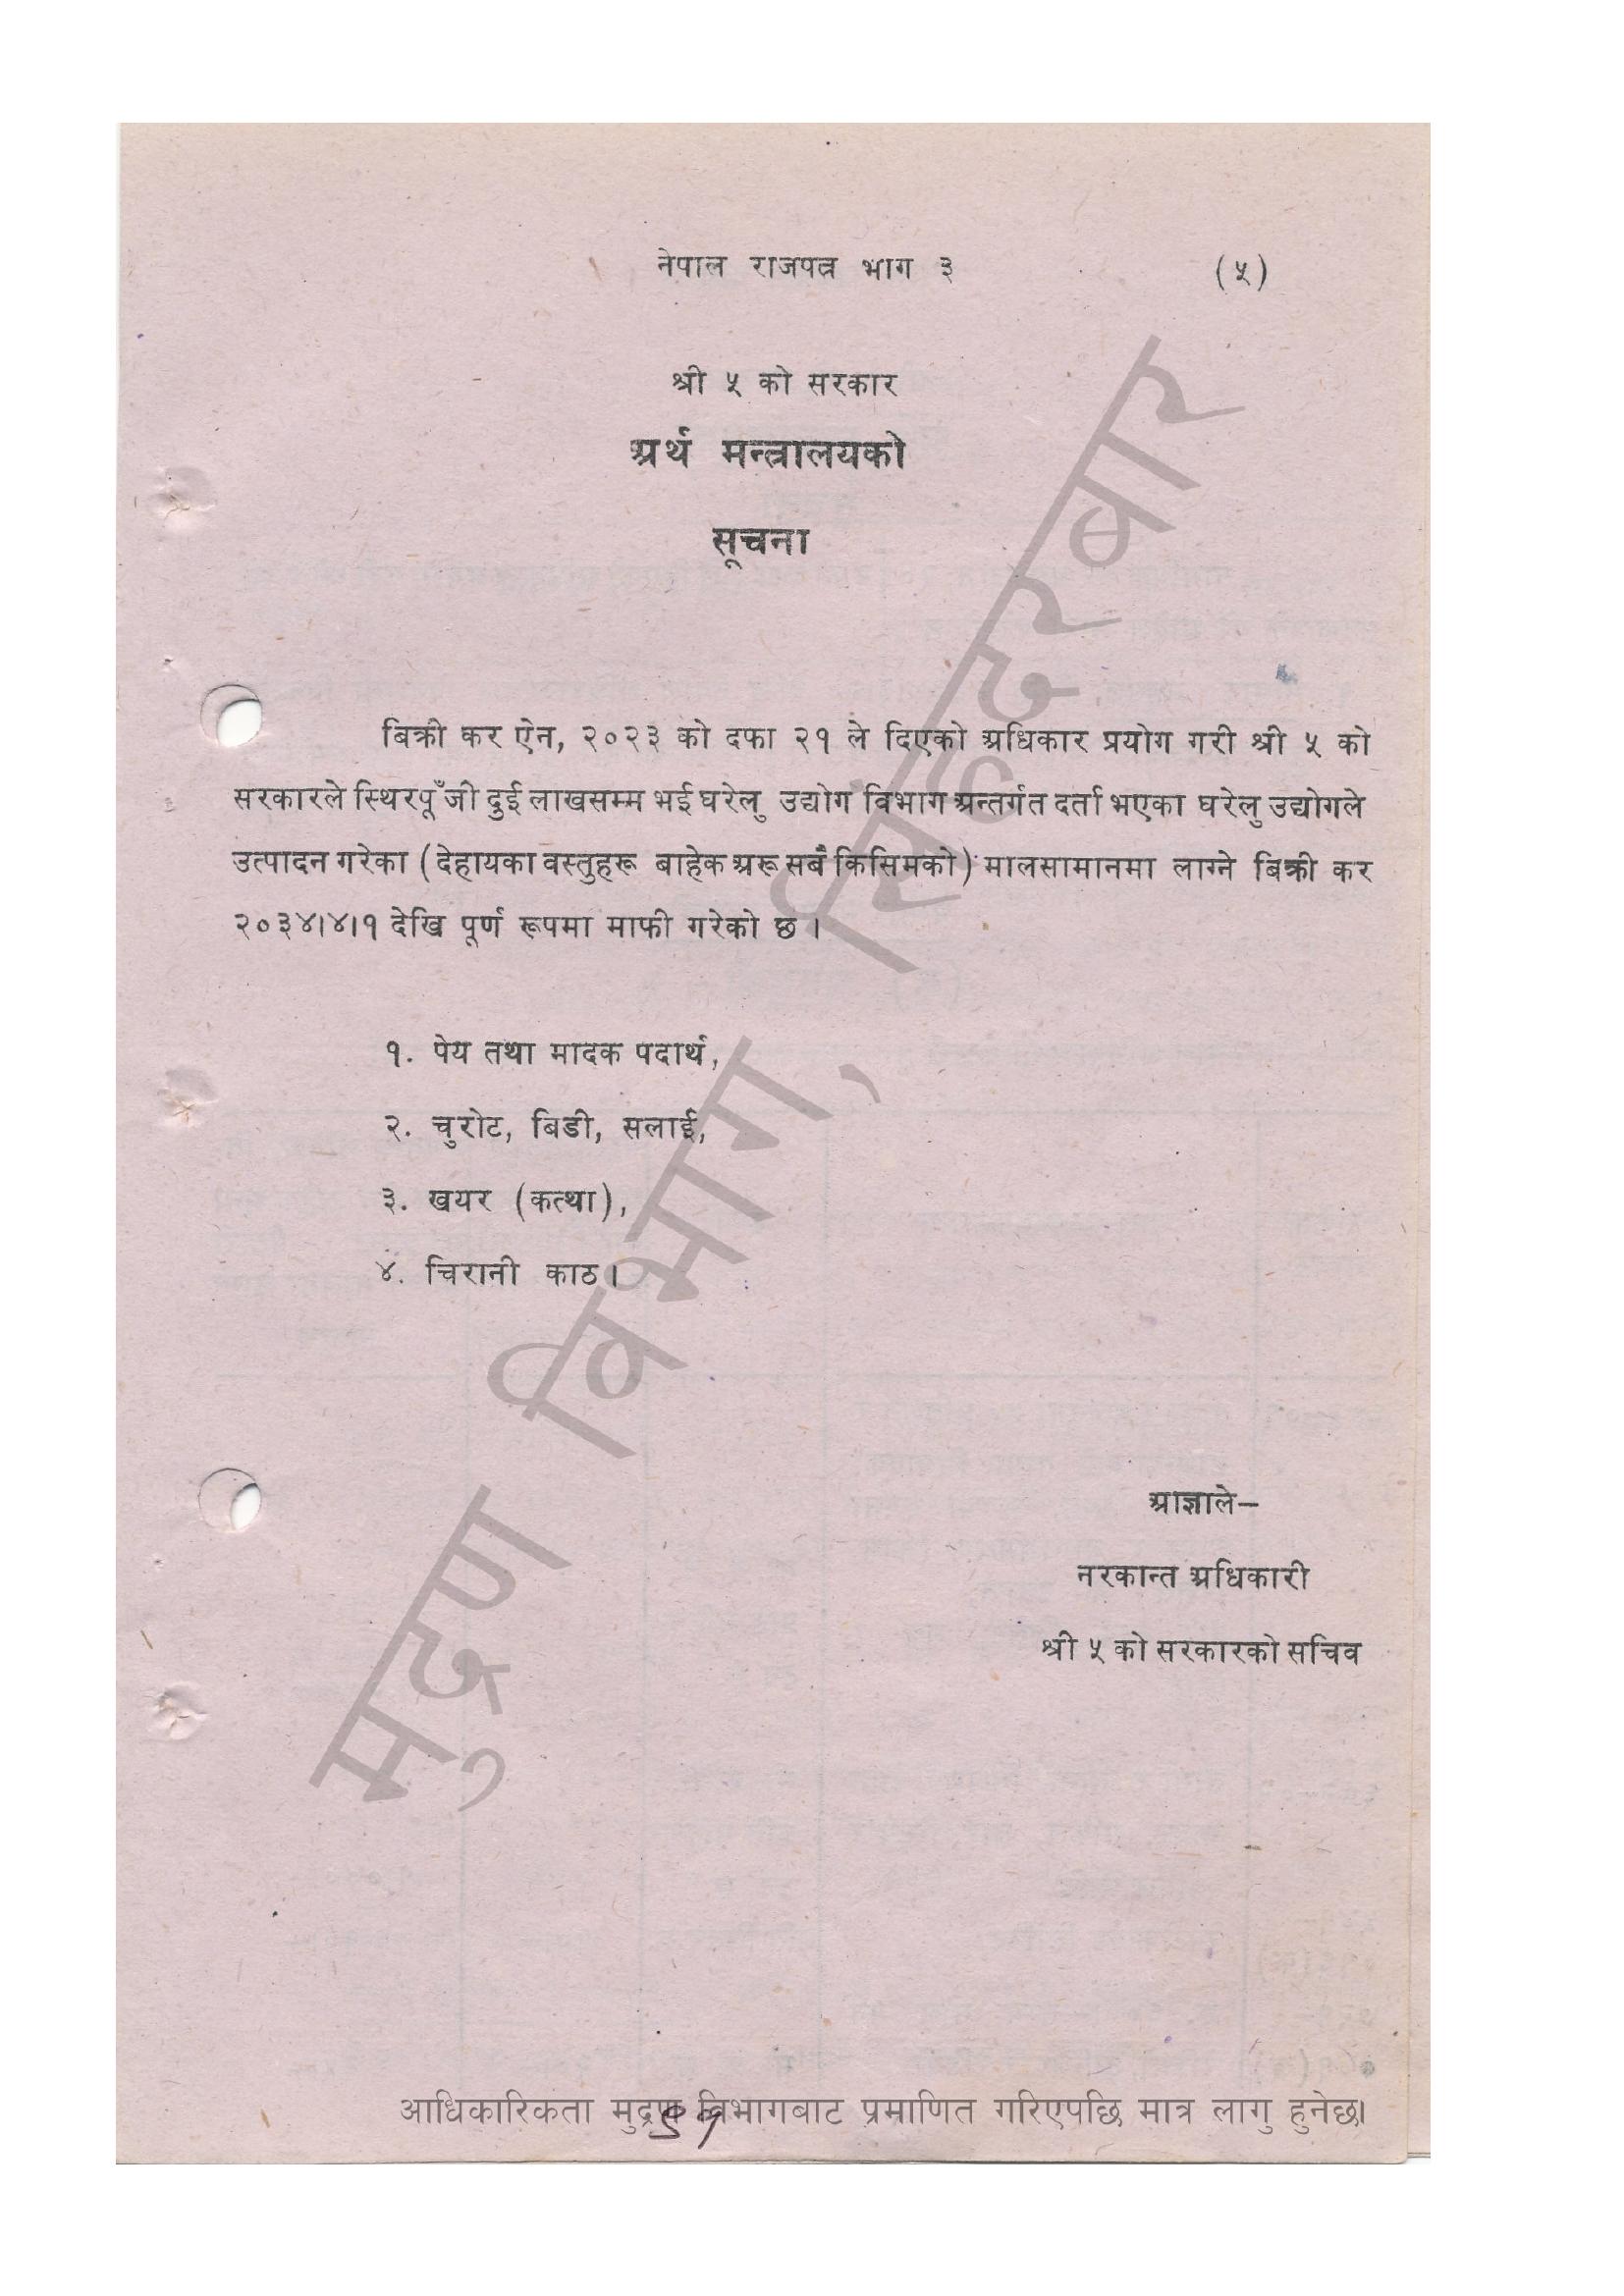 नेपाल राजपत्र भाग ३ (५)
श्री ५ को सरकार
अर्थ मन्त्रालयको
सूचना
बिक्री कर ऐन, २०२३ को दफा २१ ले दिएको अधिकार प्रयोग गरी श्री ५ को
सरकारले स्थिरपूँजी दुई लाखसम्म भई घरेलु उद्योग विभाग अन्तर्गत दर्ता भएका घरेलु उद्योगले
उत्पादन गरेका (देहायका वस्तुहरू बाहेक अरू सबै किसिमको) मालसामानमा लाग्ने बिक्री कर
२०३४।४।१ देखि पूर्ण रूपमा माफी गरेको छ ।
१. पेय तथा मादक पदार्थ,
२. चुरोट, बिडी, सलाई,
३. खयर (कत्था),
४. चिरानी काठ ।
आज्ञाले–
नरकान्त अधिकारी
श्री ५ को सरकारको सचिव
मुद्रण विभाग, सिंहदरबार
आधिकारिकता मुद्रण विभागबाट प्रमाणित गरिएपछि मात्र लागु हुनेछ।